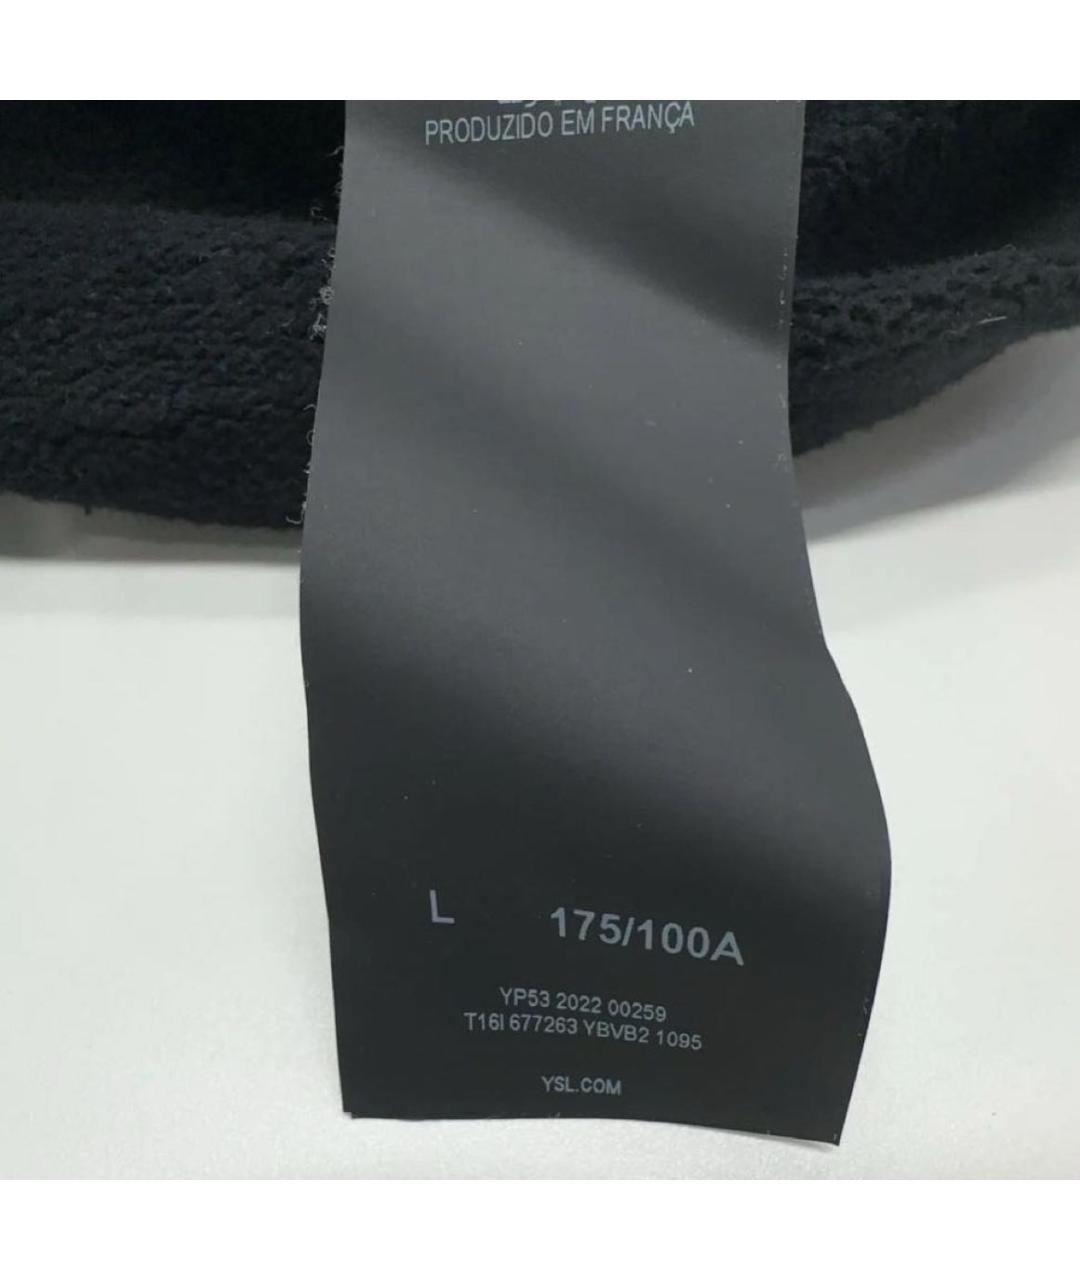 PRODUZIDO EM FRANÇA
L 175/100A
YP53 2022 00259
T16I 677263 YBVB2 1095
YSL.COM